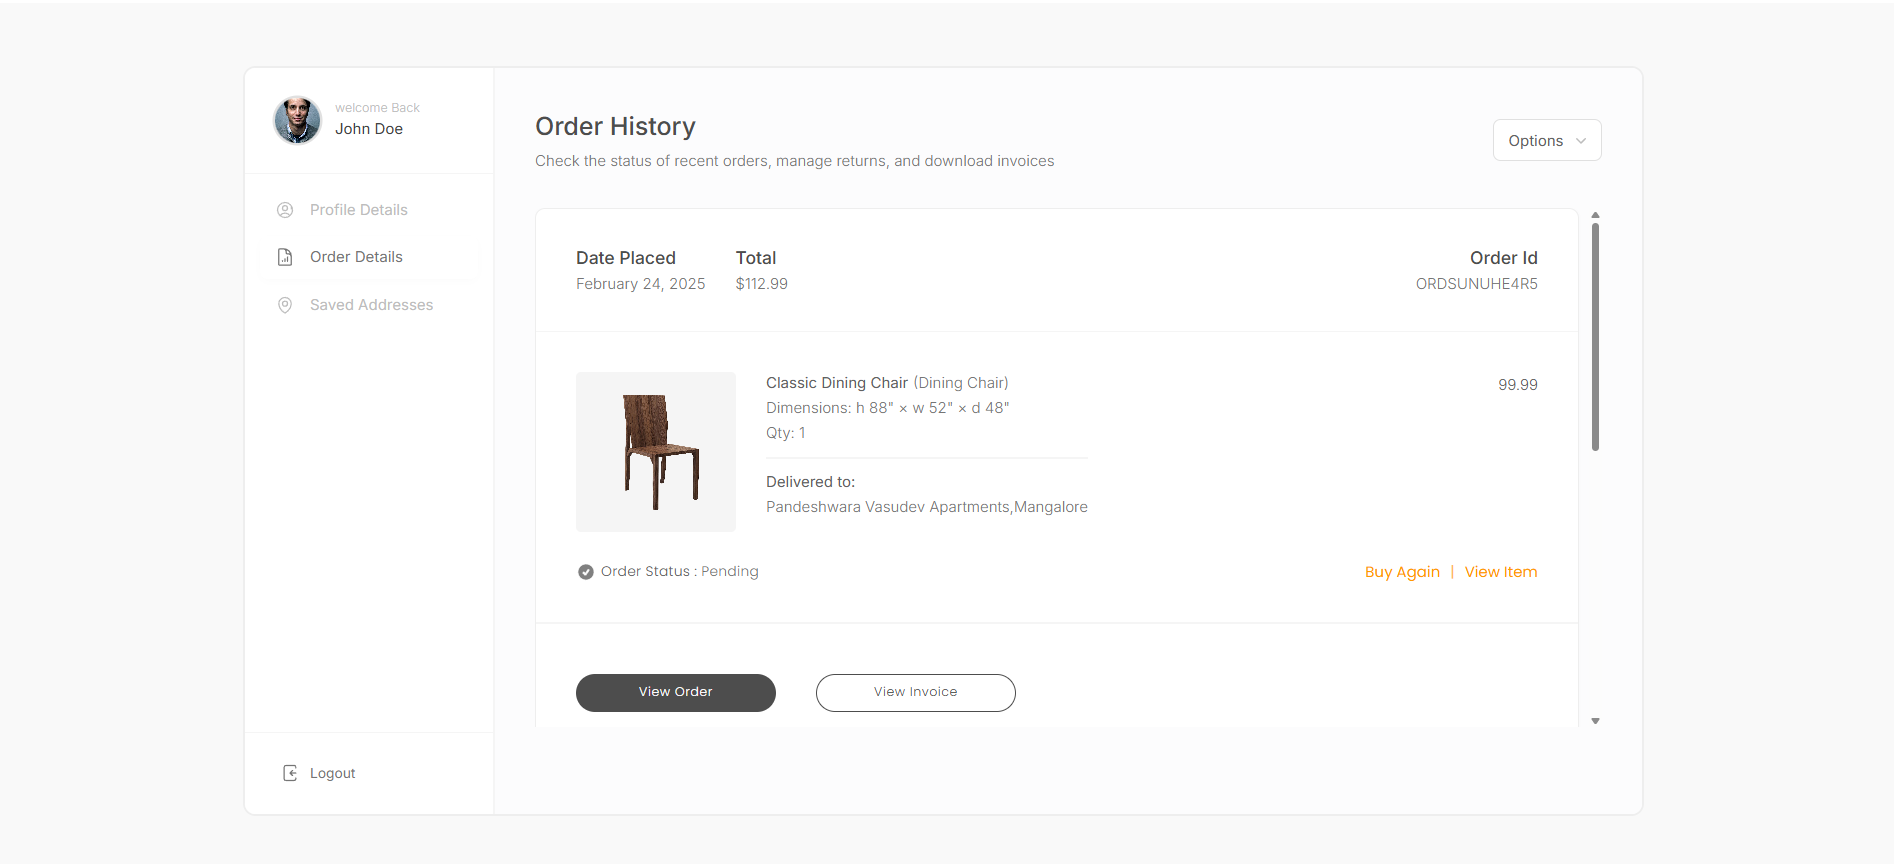 welcome Back
John Doe
Profile Details
Order Details
Saved Addresses
Logout
Order History
Check the status of recent orders, manage returns, and download invoices
Options
Date Placed
February 24, 2025
Total
$112.99
Order Id
ORDSUNUHE4R5
Classic Dining Chair (Dining Chair)
Dimensions: h 88" × w 52" × d 48"
Qty: 1
99.99
Delivered to:
Pandeshwara Vasudev Apartments,Mangalore
Order Status : Pending
Buy Again | View Item
View Order
View Invoice